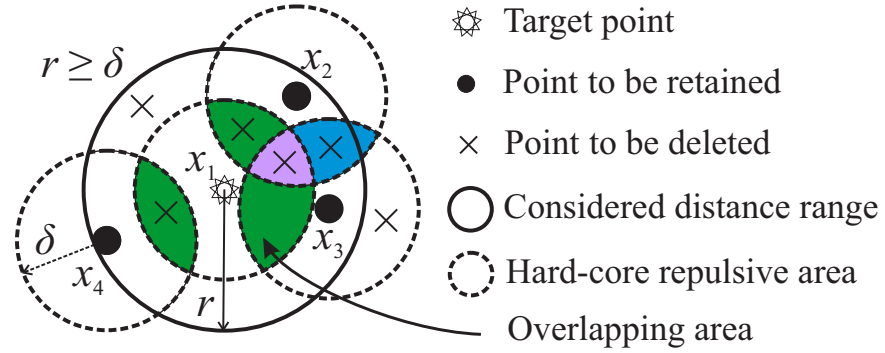 r ≥ δ
x₂
x₁
x₃
δ
x₄
r
Target point
Point to be retained
Point to be deleted
Considered distance range
Hard-core repulsive area
Overlapping area